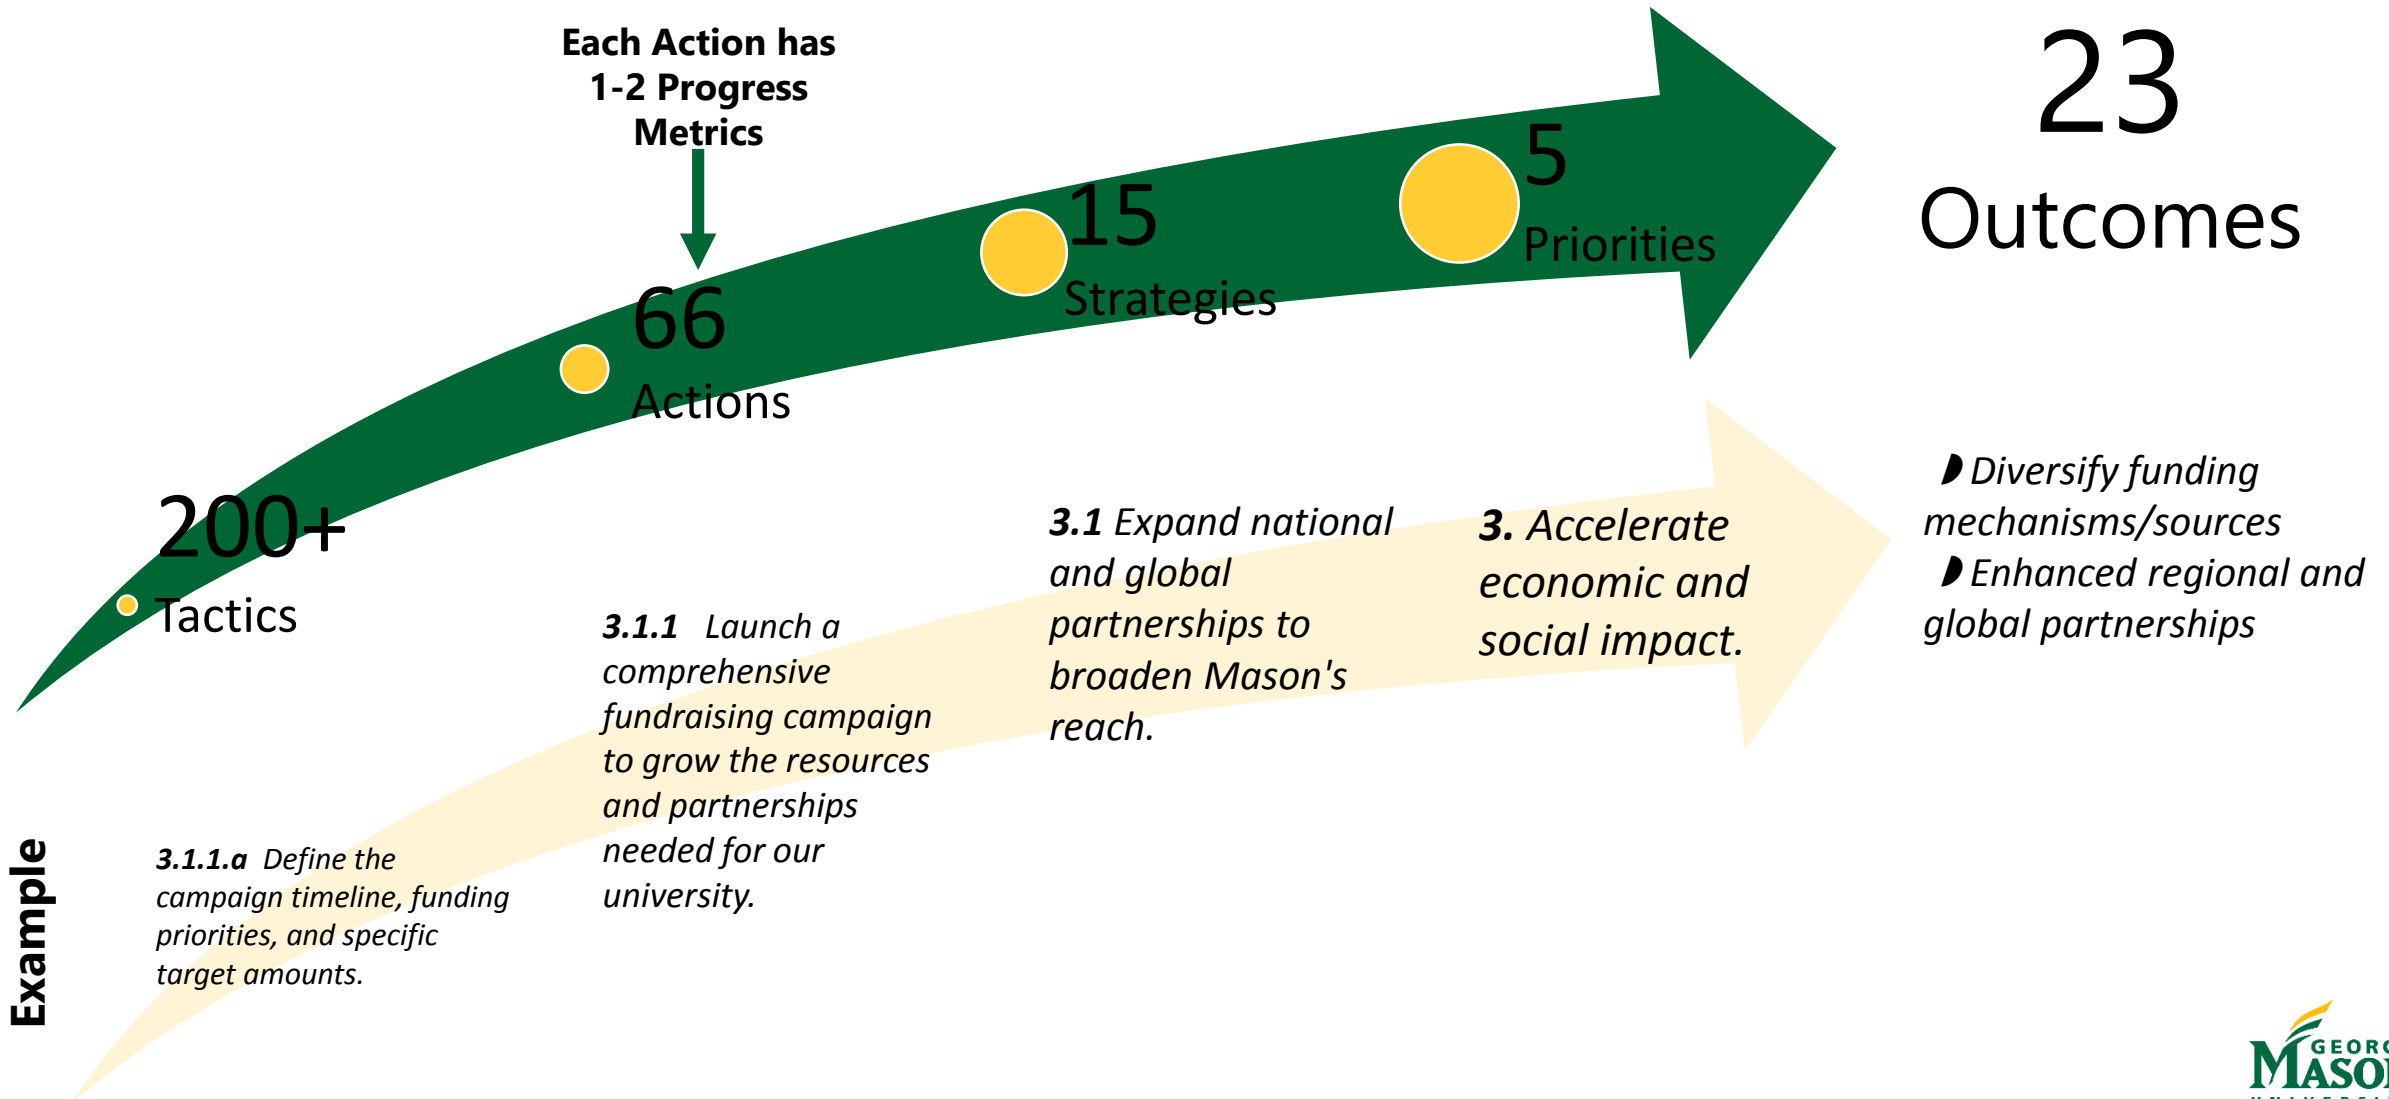 Each Action has
1-2 Progress
Metrics
23
Outcomes
5
Priorities
15
Strategies
66
Actions
200+
Tactics
◗ Diversify funding
mechanisms/sources
◗ Enhanced regional and
global partnerships
3. Accelerate
economic and
social impact.
3.1 Expand national
and global
partnerships to
broaden Mason's
reach.
3.1.1 Launch a
comprehensive
fundraising campaign
to grow the resources
and partnerships
needed for our
university.
3.1.1.a Define the
campaign timeline, funding
priorities, and specific
target amounts.
Example
GEORG
MASON